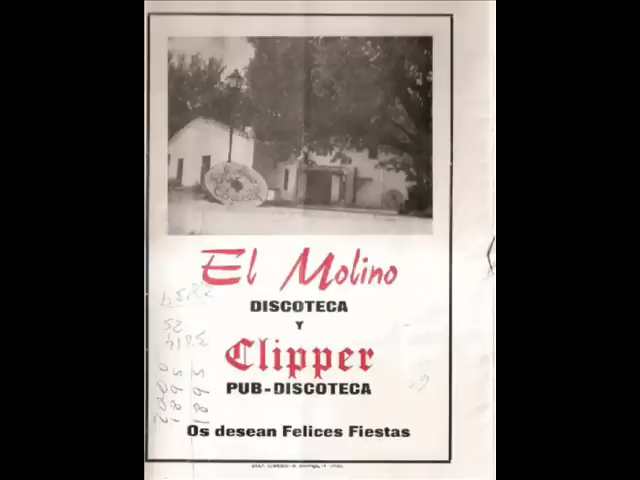 El Molino
DISCOTECA
Y
Clipper
PUB-DISCOTECA
Os desean Felices Fiestas